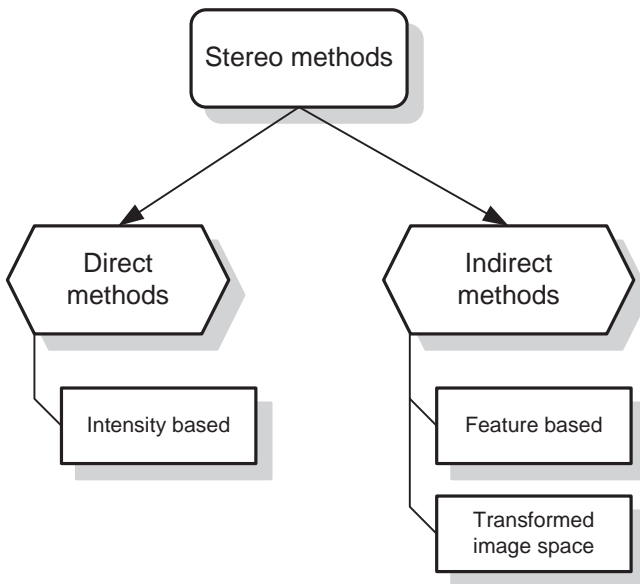 Stereo methods
Direct
methods
Indirect
methods
Intensity based
Feature based
Transformed
image space